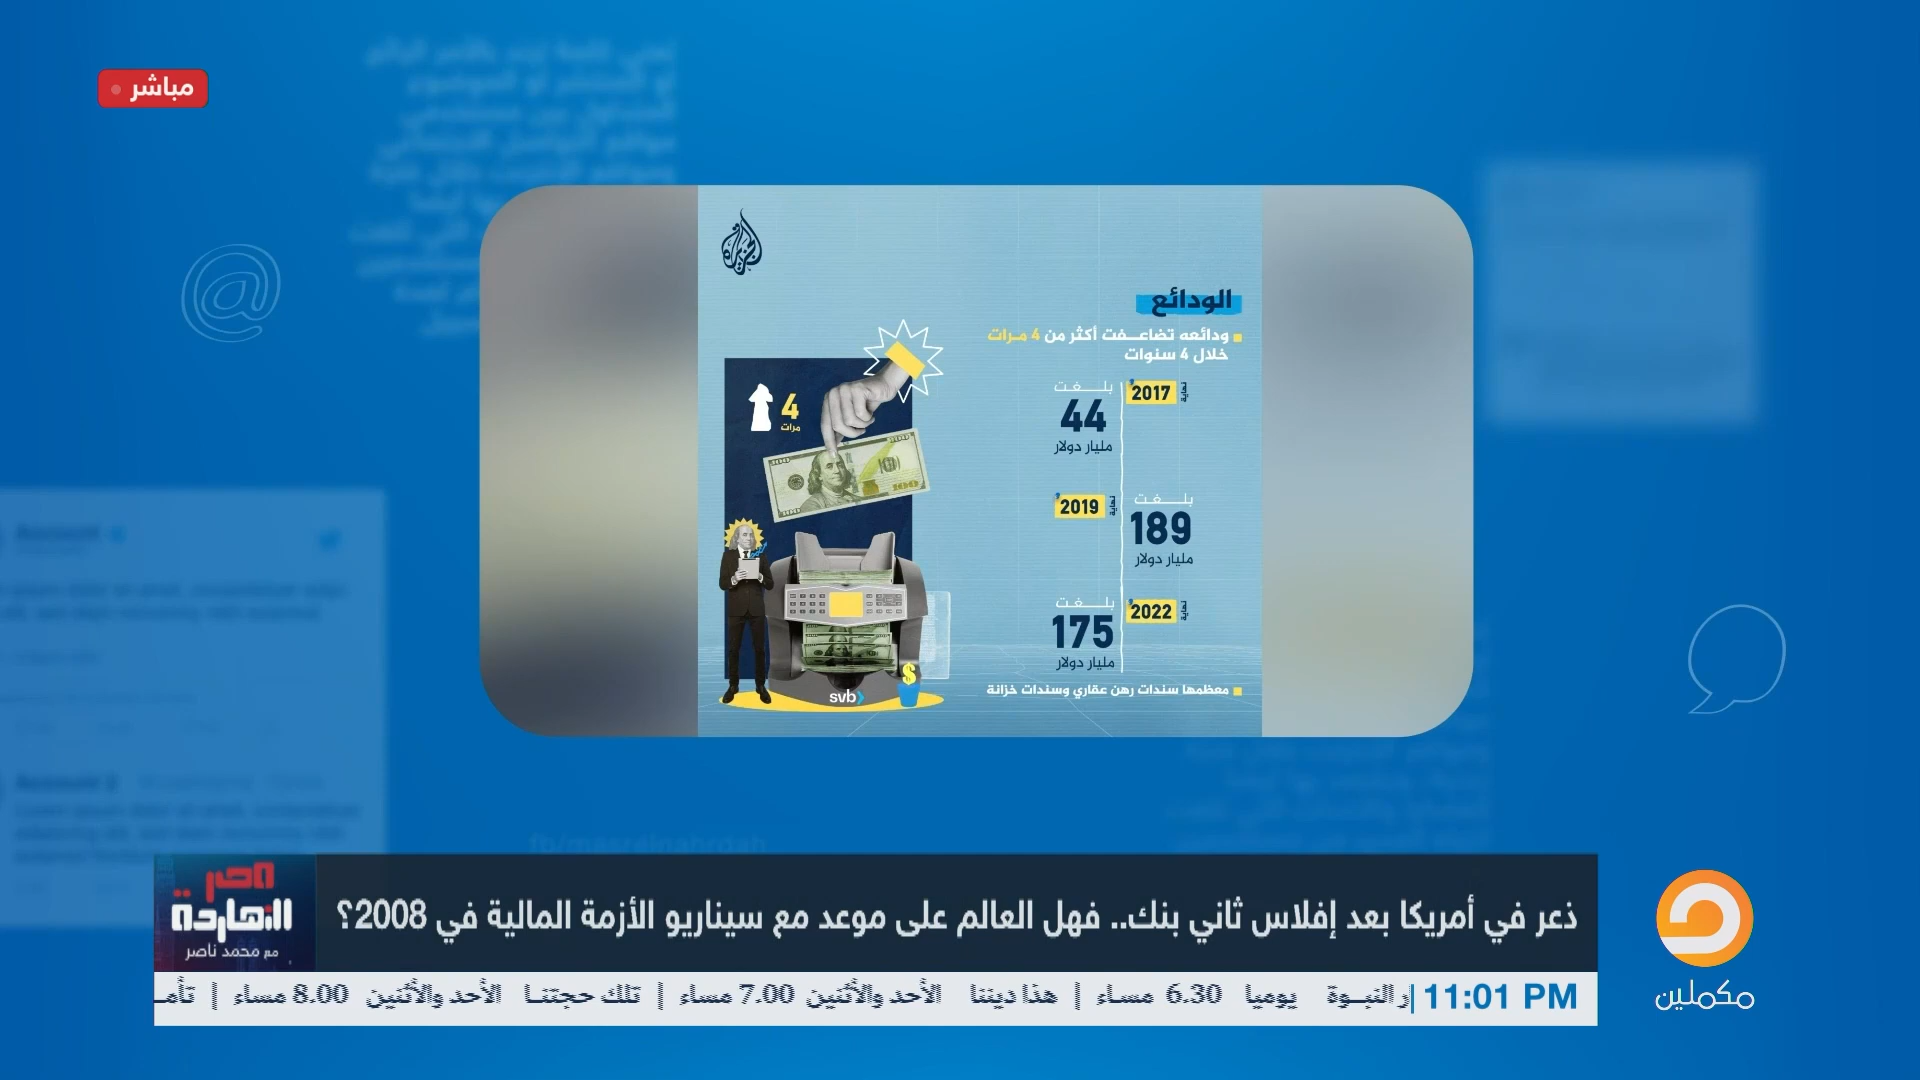 مباشر
الجزيرة
الودائع
ودائعه تضاعفت أكثر من 4 مرات
خلال 4 سنوات
4
مرات
نهاية 2017
بلغت
44
مليار دولار
نهاية 2019
بلغت
189
مليار دولار
نهاية 2022
بلغت
175
مليار دولار
معظمها سندات رهن عقاري وسندات خزانة
svb
مصر
النهاردة
مع محمد ناصر
ذعر في أمريكا بعد إفلاس ثاني بنك.. فهل العالم على موعد مع سيناريو الأزمة المالية في 2008؟
11:01 PM
ر النبوة يوميا 6.30 مساء | هذا ديننا الأحد والأثنين 7.00 مساء | تلك حجتنا الأحد والأثنين 8.00 مساء | تأمـ
مكملين